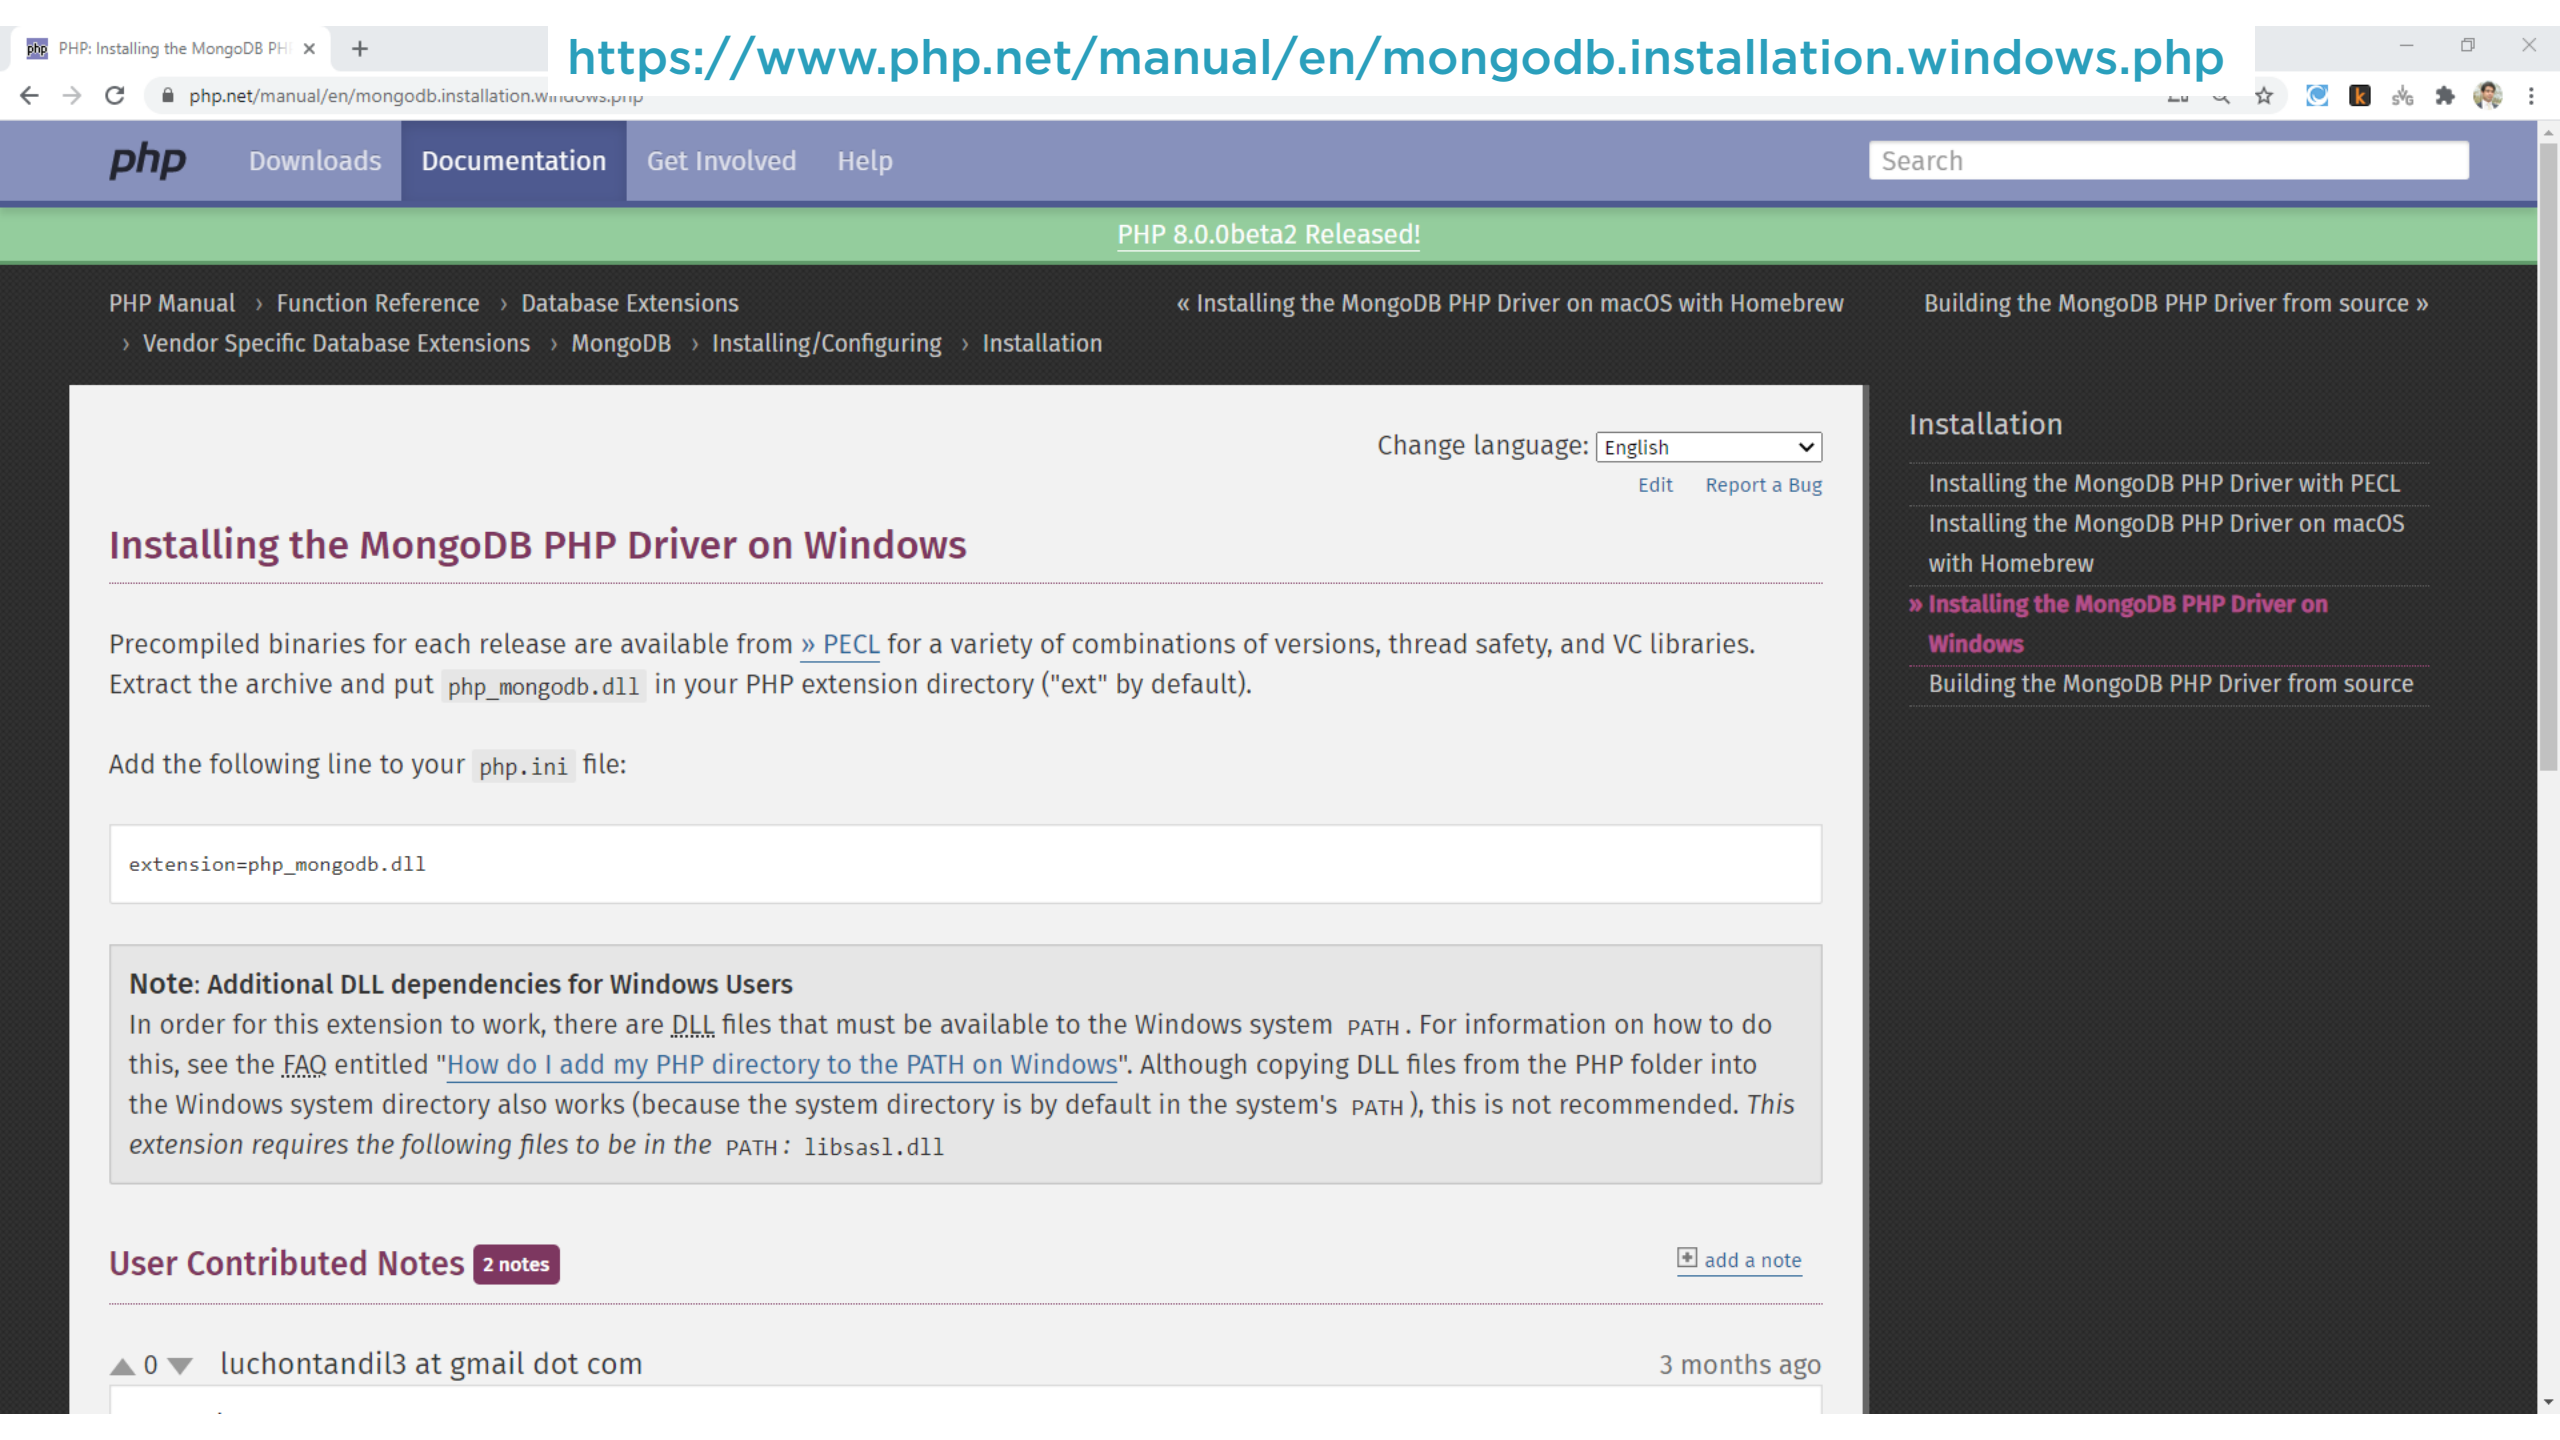 PHP: Installing the MongoDB PH
https://www.php.net/manual/en/mongodb.installation.windows.php
php.net/manual/en/mongodb.installation.windows.php
php
Downloads
Documentation
Get Involved
Help
Search
PHP 8.0.0beta2 Released!
PHP Manual › Function Reference › Database Extensions
› Vendor Specific Database Extensions › MongoDB › Installing/Configuring › Installation
« Installing the MongoDB PHP Driver on macOS with Homebrew
Building the MongoDB PHP Driver from source »
Change language: English
Edit Report a Bug
Installing the MongoDB PHP Driver on Windows
Precompiled binaries for each release are available from » PECL for a variety of combinations of versions, thread safety, and VC libraries.
Extract the archive and put php_mongodb.dll in your PHP extension directory ("ext" by default).
Add the following line to your php.ini file:
extension=php_mongodb.dll
Note: Additional DLL dependencies for Windows Users
In order for this extension to work, there are DLL files that must be available to the Windows system PATH. For information on how to do
this, see the FAQ entitled "How do I add my PHP directory to the PATH on Windows". Although copying DLL files from the PHP folder into
the Windows system directory also works (because the system directory is by default in the system's PATH), this is not recommended. This
extension requires the following files to be in the PATH: libsasl.dll
User Contributed Notes 2 notes
add a note
0 luchontandil3 at gmail dot com
3 months ago
Installation
Installing the MongoDB PHP Driver with PECL
Installing the MongoDB PHP Driver on macOS
with Homebrew
» Installing the MongoDB PHP Driver on
Windows
Building the MongoDB PHP Driver from source